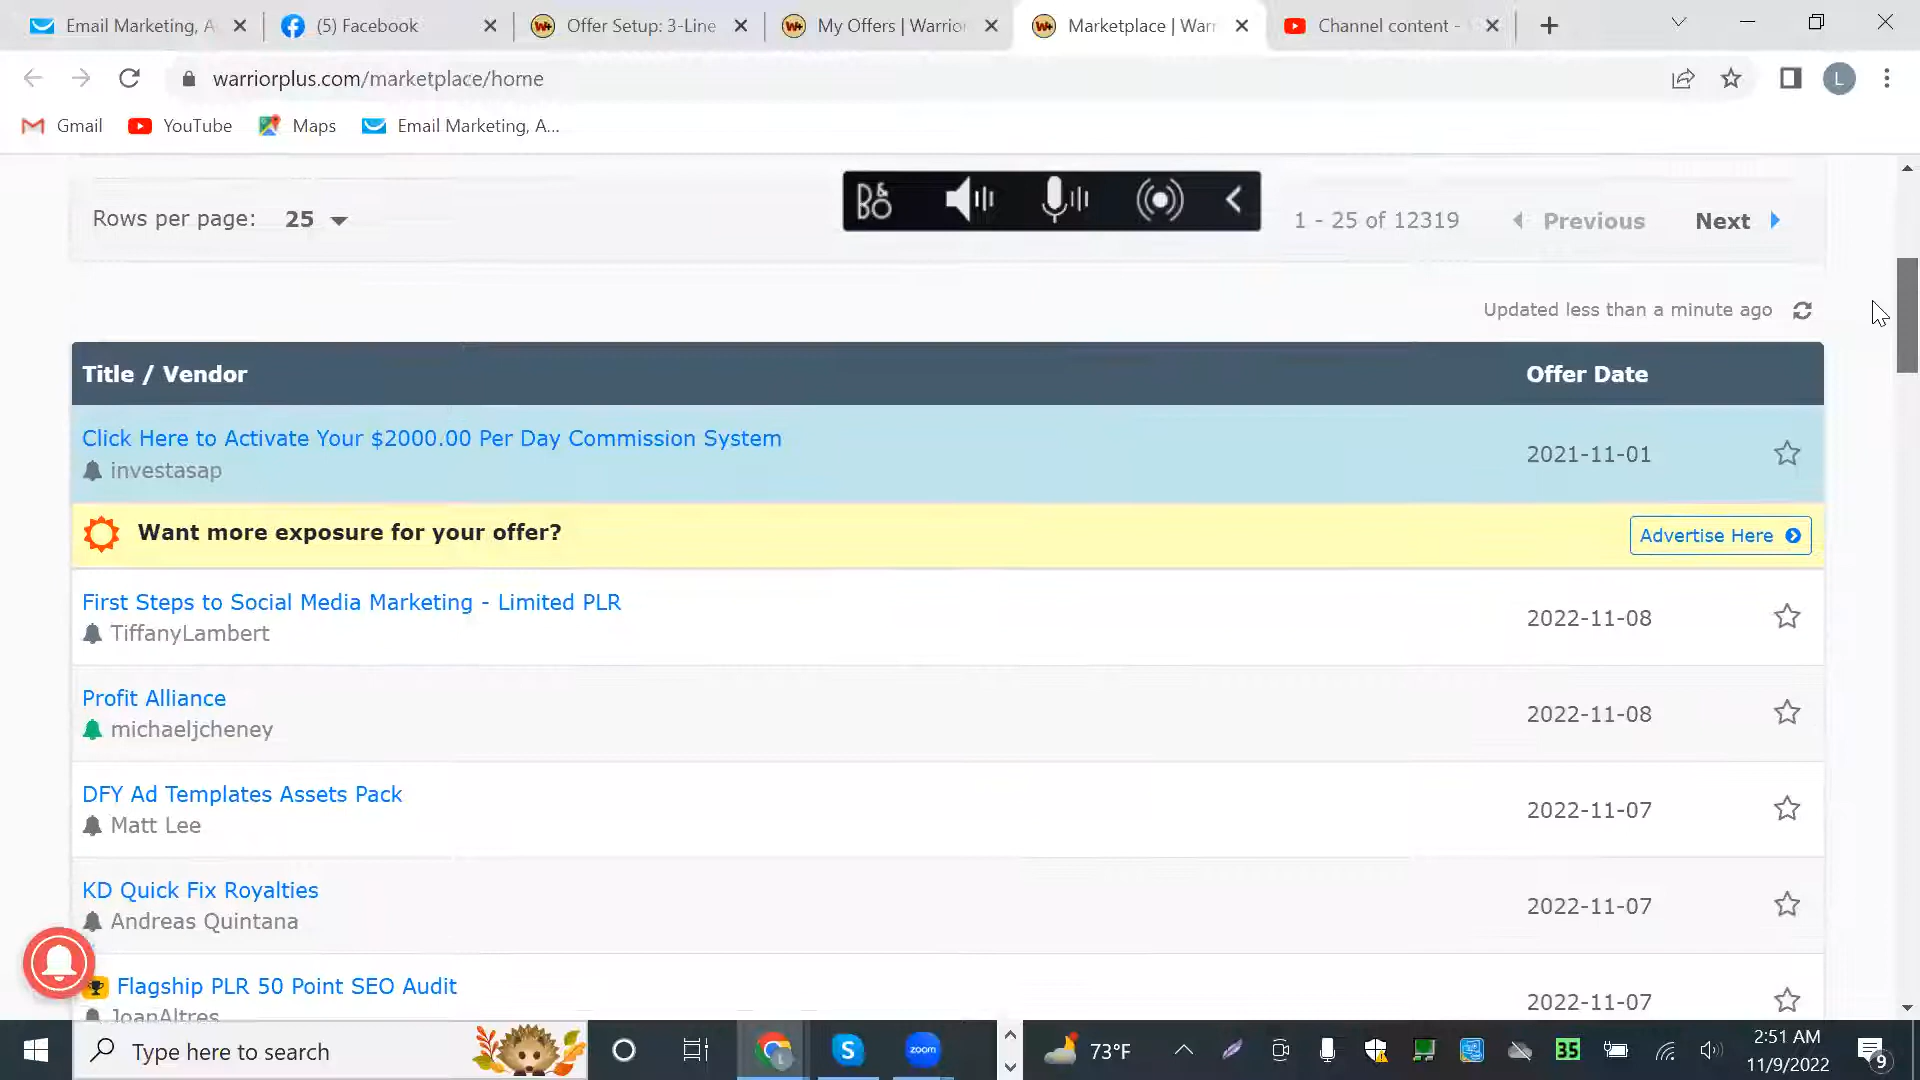 Email Marketing, A
(5) Facebook
Offer Setup: 3-Line
My Offers | Warrior
Marketplace | Warr
Channel content -
warriorplus.com/marketplace/home
L
Gmail
YouTube
Maps
Email Marketing, A...
Rows per page: 25
B&O
1 - 25 of 12319
Previous
Next
Updated less than a minute ago
Title / Vendor
Offer Date
Click Here to Activate Your $2000.00 Per Day Commission System
investasap
2021-11-01
Want more exposure for your offer?
Advertise Here
First Steps to Social Media Marketing - Limited PLR
TiffanyLambert
2022-11-08
Profit Alliance
michaeljcheney
2022-11-08
DFY Ad Templates Assets Pack
Matt Lee
2022-11-07
KD Quick Fix Royalties
Andreas Quintana
2022-11-07
Flagship PLR 50 Point SEO Audit
JoanAltres
2022-11-07
Type here to search
zoom
73°F
35
2:51 AM
11/9/2022
9